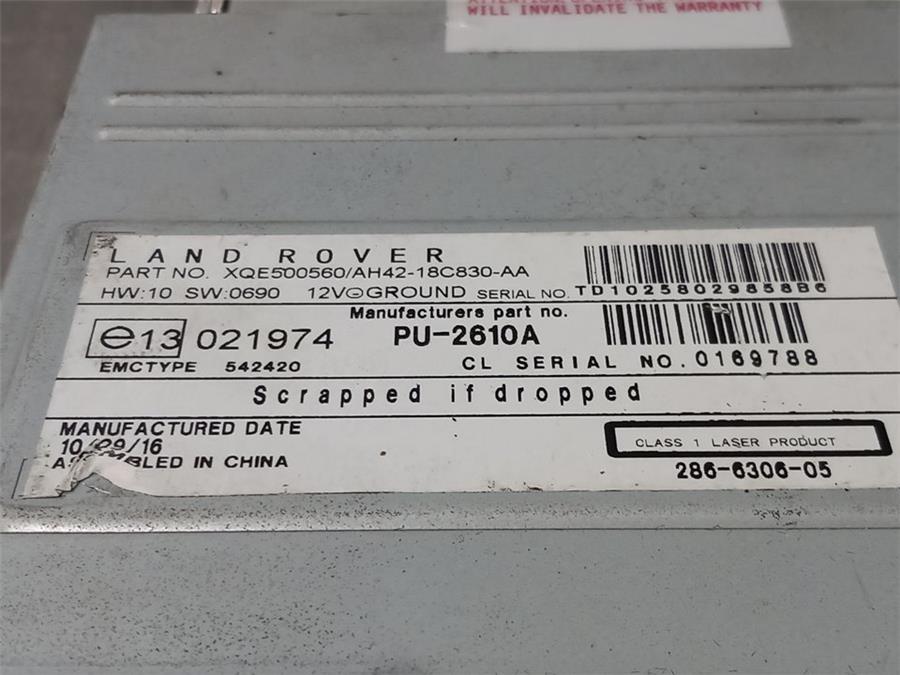 WILL INVALIDATE THE WARRANTY
LAND ROVER
PART NO. XQE500560/AH42-18C830-AA
HW:10 SW:0690 12V⊖GROUND SERIAL NO. TD10258029858B6
Manufacturers part no.
e13 021974 PU-2610A
EMCTYPE 542420 CL SERIAL NO.0169788
Scrapped if dropped
MANUFACTURED DATE
10/09/16
ASSEMBLED IN CHINA
CLASS 1 LASER PRODUCT
286-6306-05